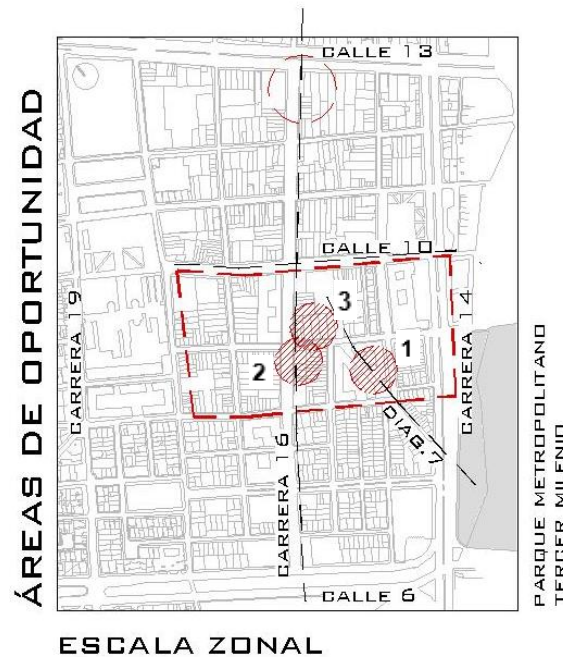 ÁREAS DE OPORTUNIDAD
CALLE 13
CALLE 10
CARRERA 19
3
1
2
CARRERA 14
DIAG.7
CARRERA 16
CALLE 6
PARQUE METROPOLITANO
TERCER MILENIO
ESCALA ZONAL